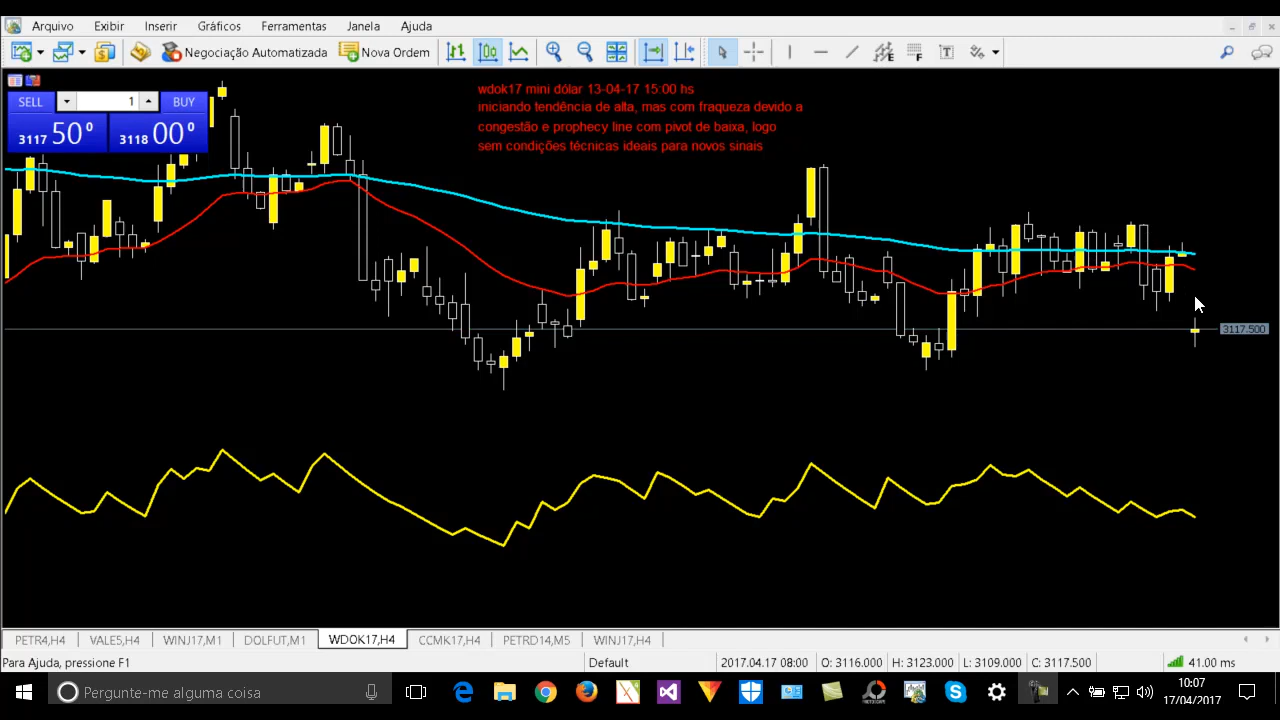 Arquivo Exibir Inserir Gráficos Ferramentas Janela Ajuda
Negociação Automatizada Nova Ordem
SELL 1 BUY
3117 50 0 3118 00 0
wdok17 mini dólar 13-04-17 15:00 hs
iniciando tendência de alta, mas com fraqueza devido a
congestão e prophecy line com pivot de baixa, logo
sem condições técnicas ideais para novos sinais
3117.500
PETR4,H4 VALE5,H4 WINJ17,M1 DOLFUT,M1 WDOK17,H4 CCMK17,H4 PETRD14,M5 WINJ17,H4
Para Ajuda, pressione F1 Default 2017.04.17 08:00 O: 3116.000 H: 3123.000 L: 3109.000 C: 3117.500 41.00 ms
Pergunte-me alguma coisa
10:07
17/04/2017